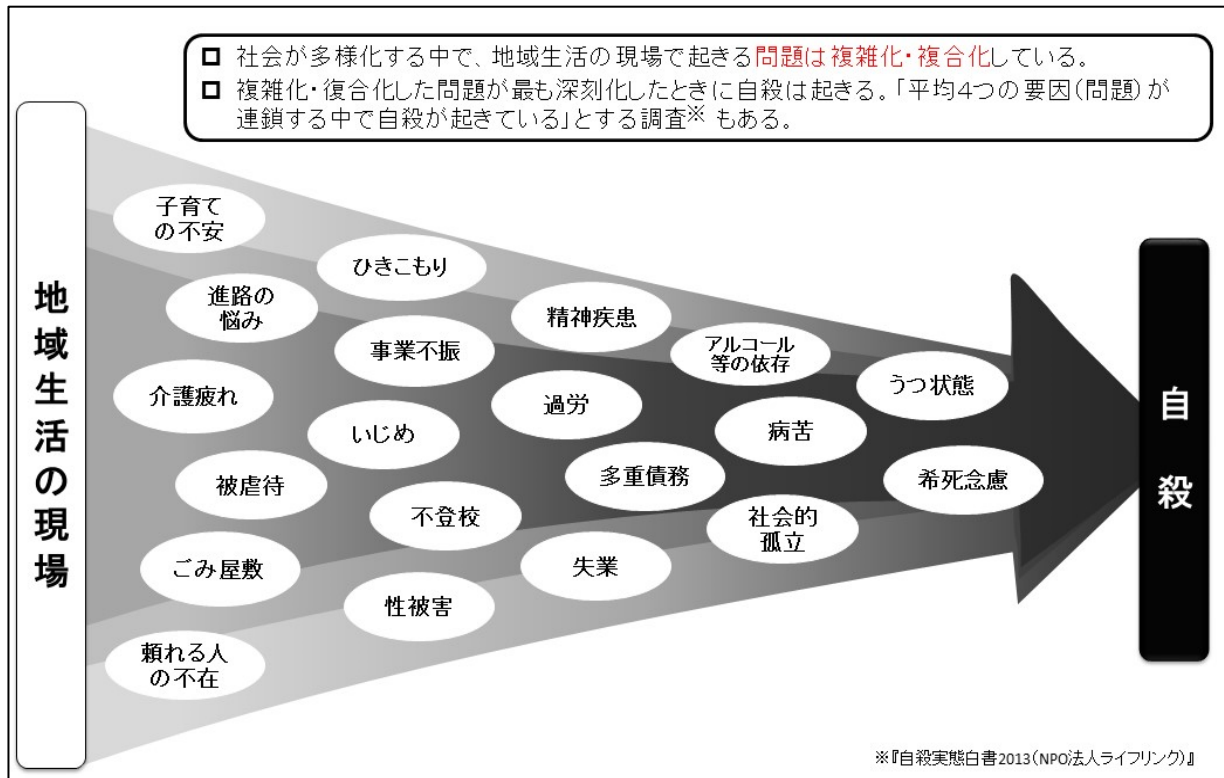 □ 社会が多様化する中で、地域生活の現場で起きる問題は複雑化・複合化している。
□ 複雑化・復合化した問題が最も深刻化したときに自殺は起きる。「平均4つの要因(問題)が
連鎖する中で自殺が起きている」とする調査※ もある。
地域生活の現場
子育て
の不安
ひきこもり
進路の
悩み
精神疾患
事業不振
アルコール
等の依存
うつ状態
介護疲れ
過労
いじめ
病苦
被虐待
多重債務
希死念慮
不登校
社会的
孤立
ごみ屋敷
失業
性被害
頼れる人
の不在
自殺
※『自殺実態白書2013(NPO法人ライフリンク)』